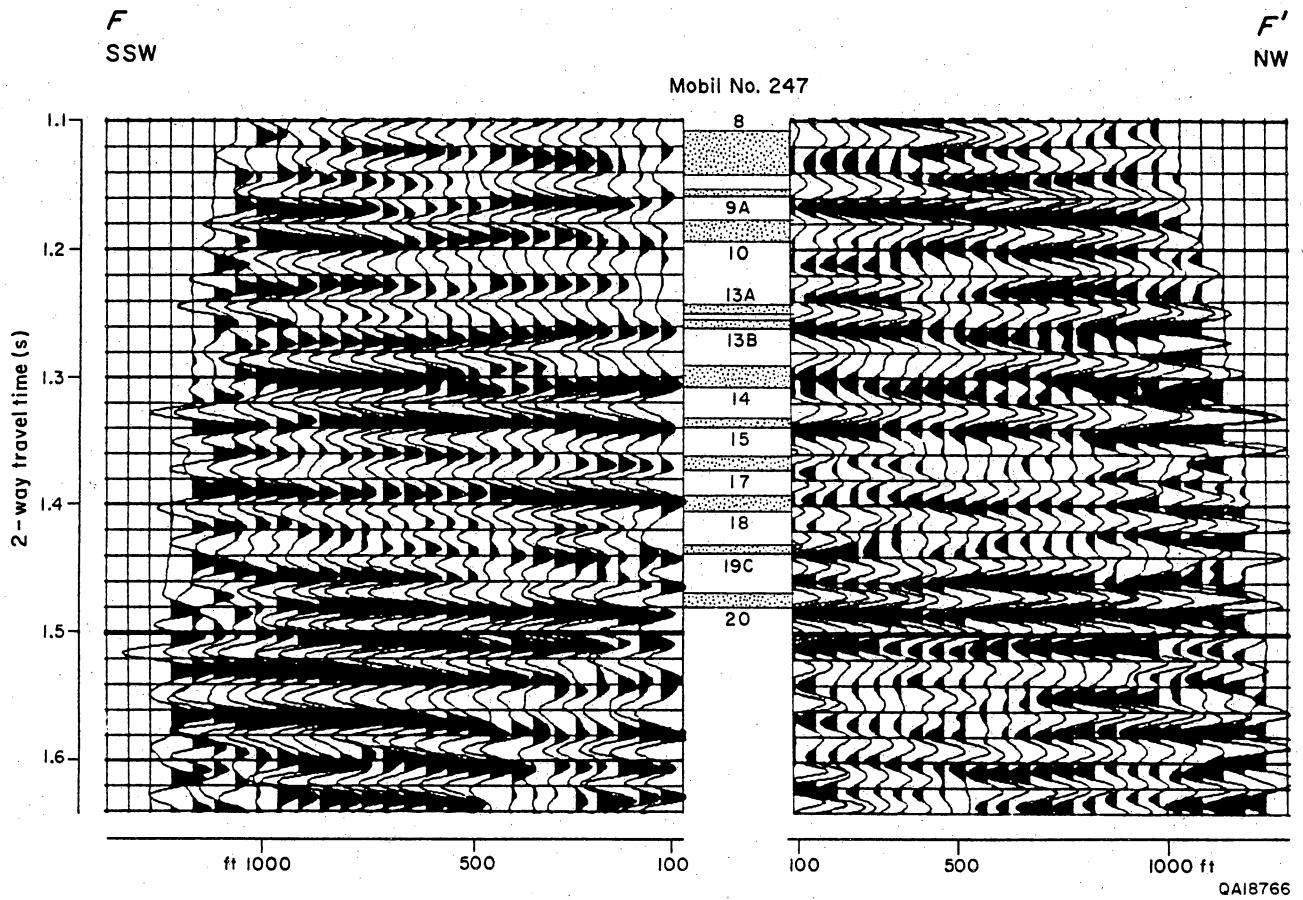 F
SSW
F'
NW
Mobil No. 247
2-way travel time (s)
1.1
1.2
1.3
1.4
1.5
1.6
8
9A
10
13A
13B
14
15
17
18
19C
20
ft 1000
500
100
100
500
1000 ft
QA18766